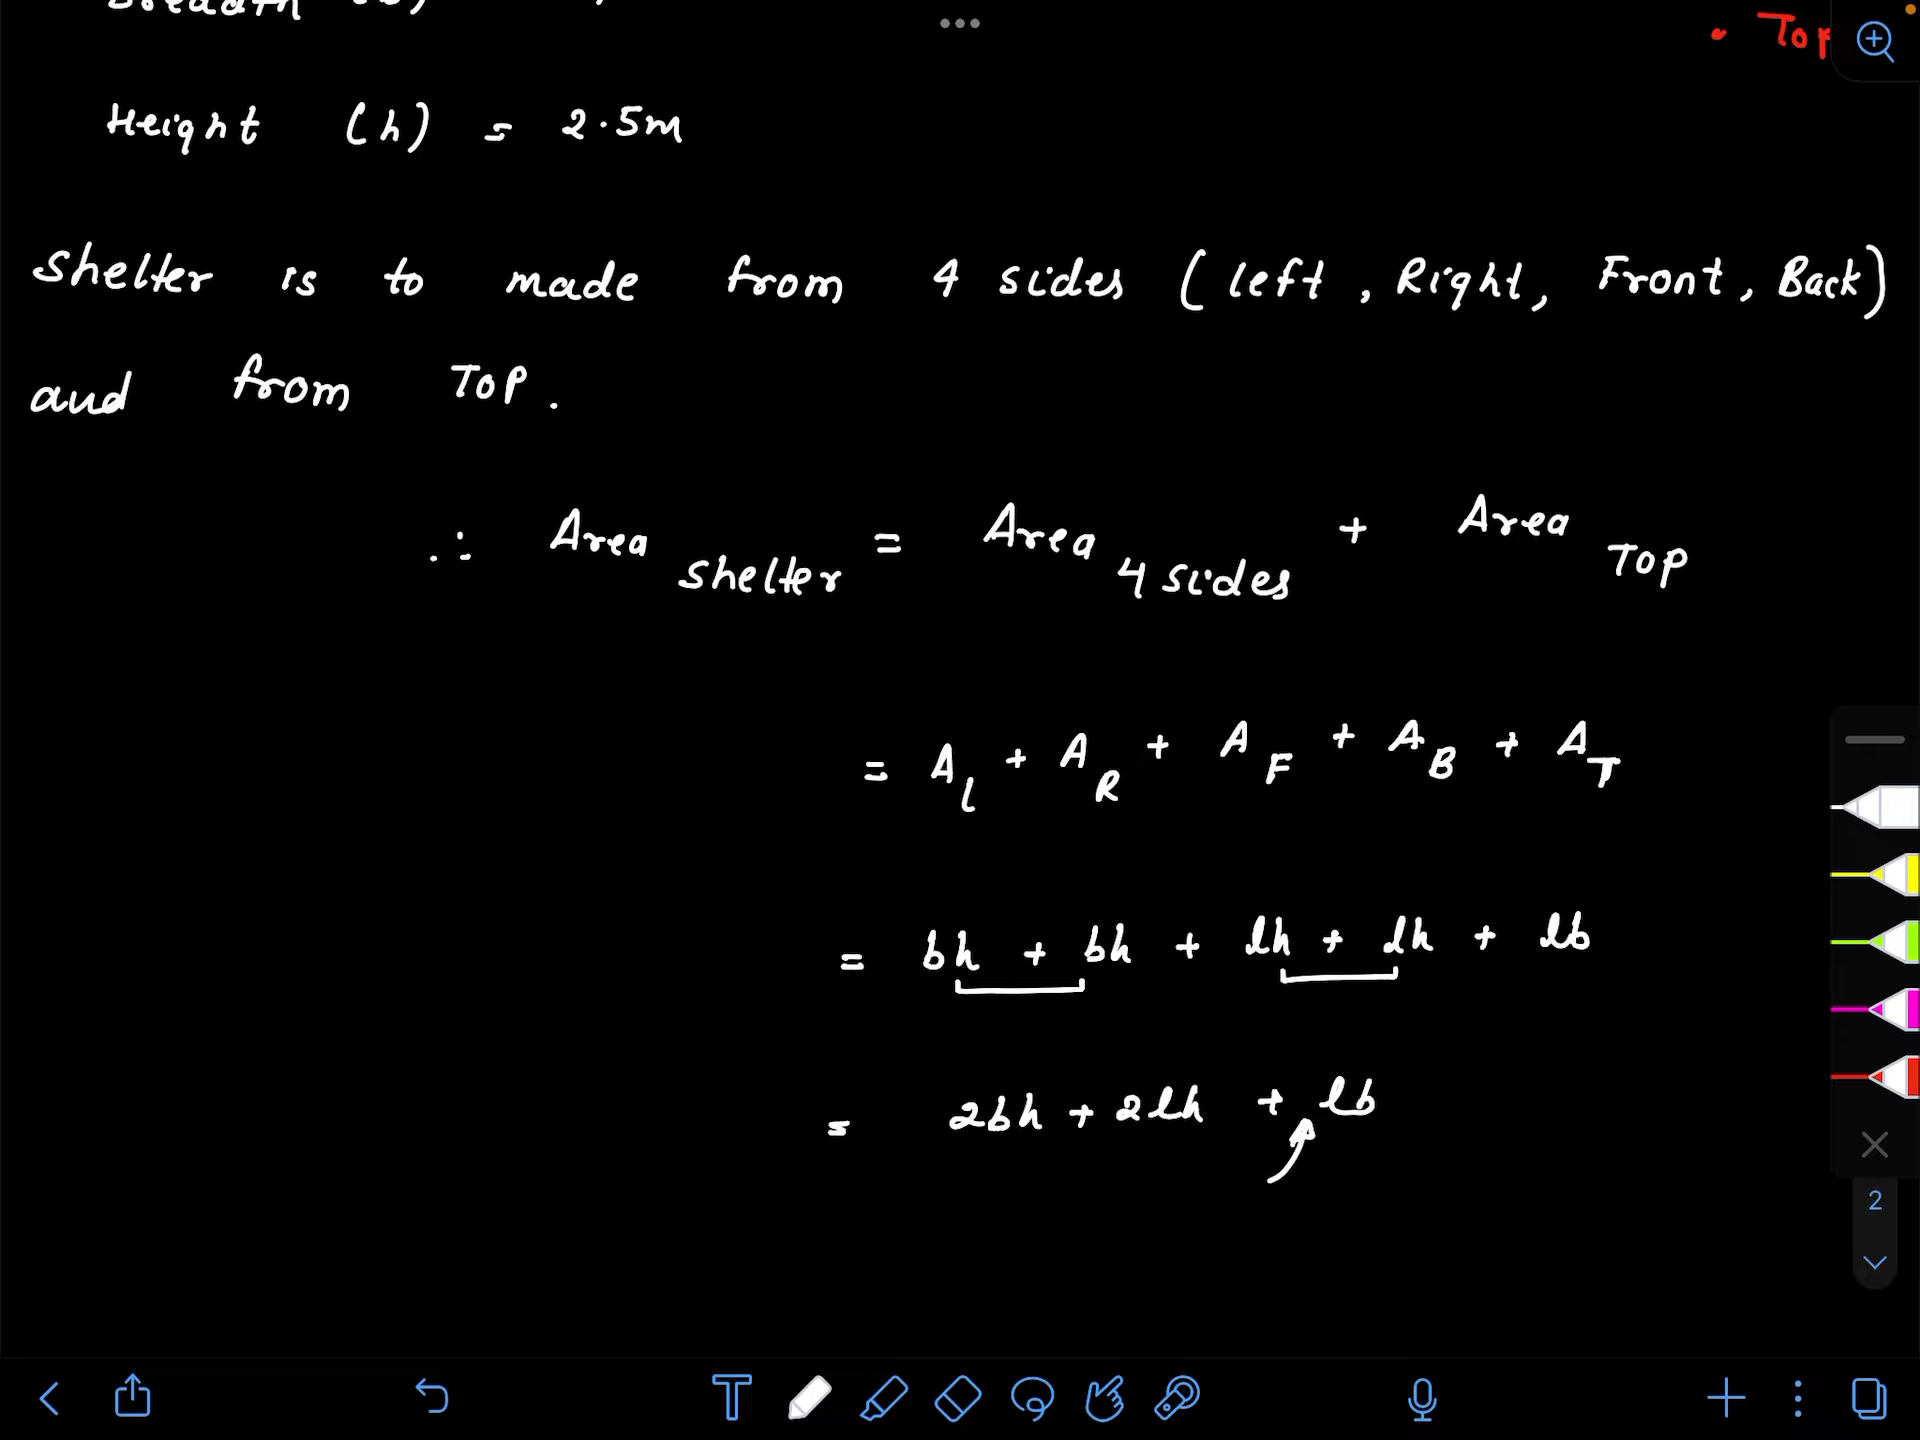 Breadth (b)
• Top
Height (h) = 2.5m
Shelter is to made from 4 sides (left, Right, Front, Back)
and from TOP.
∴ Area shelter = Area 4 sides + Area TOP
= A_L + A_R + A_F + A_B + A_T
= bh + bh + lh + lh + lb
= 2bh + 2lh + lb
2